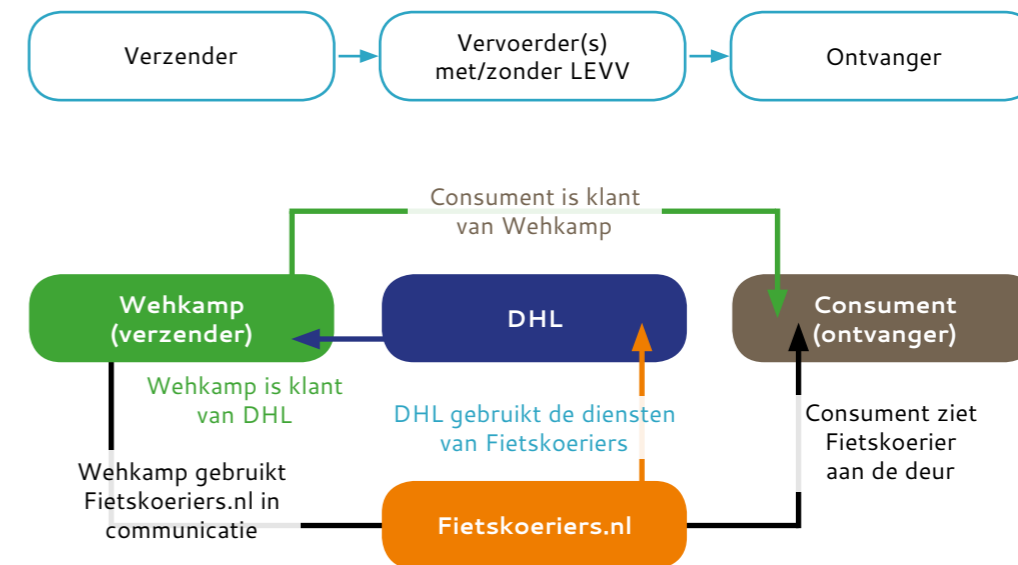 Verzender
Vervoerder(s)
met/zonder LEVV
Ontvanger
Consument is klant
van Wehkamp
Wehkamp
(verzender)
DHL
Consument
(ontvanger)
Wehkamp is klant
van DHL
DHL gebruikt de diensten
van Fietskoeriers
Consument ziet
Fietskoerier
aan de deur
Wehkamp gebruikt
Fietskoeriers.nl in
communicatie
Fietskoeriers.nl